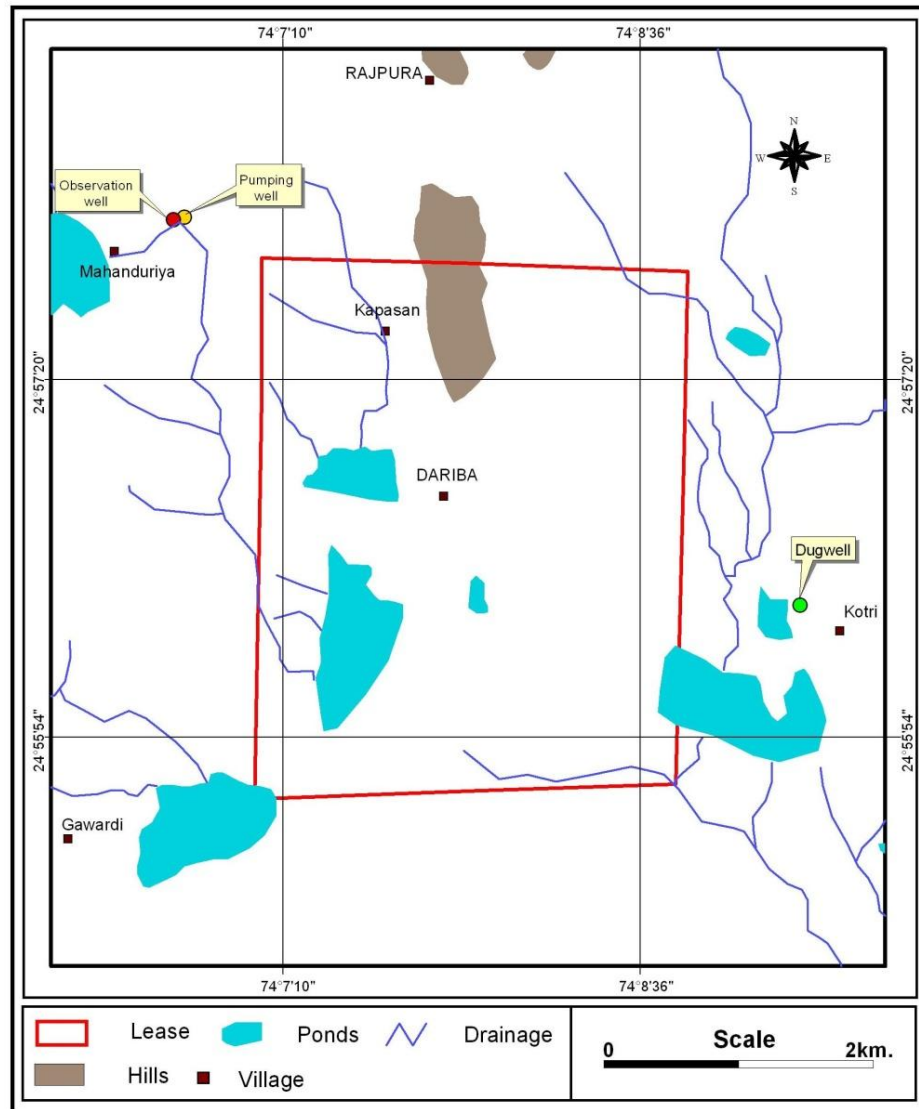 74°7'10" 74°8'36"
RAJPURA
N
W E
S
Observation
well
Pumping
well
Mahanduriya
Kapasan
24°57'20" 24°57'20"
DARIBA
Dugwell
Kotri
24°55'54" 24°55'54"
Gawardi
74°7'10" 74°8'36"
Lease Ponds Drainage
Hills Village
Scale
0 2km.